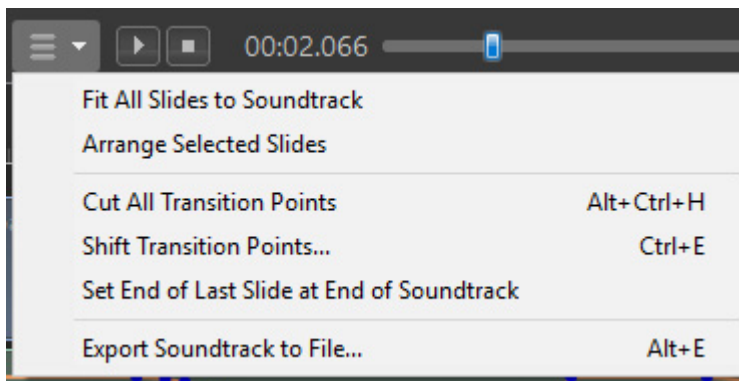 00:02.066
Fit All Slides to Soundtrack
Arrange Selected Slides
Cut All Transition Points Alt+Ctrl+H
Shift Transition Points... Ctrl+E
Set End of Last Slide at End of Soundtrack
Export Soundtrack to File... Alt+E